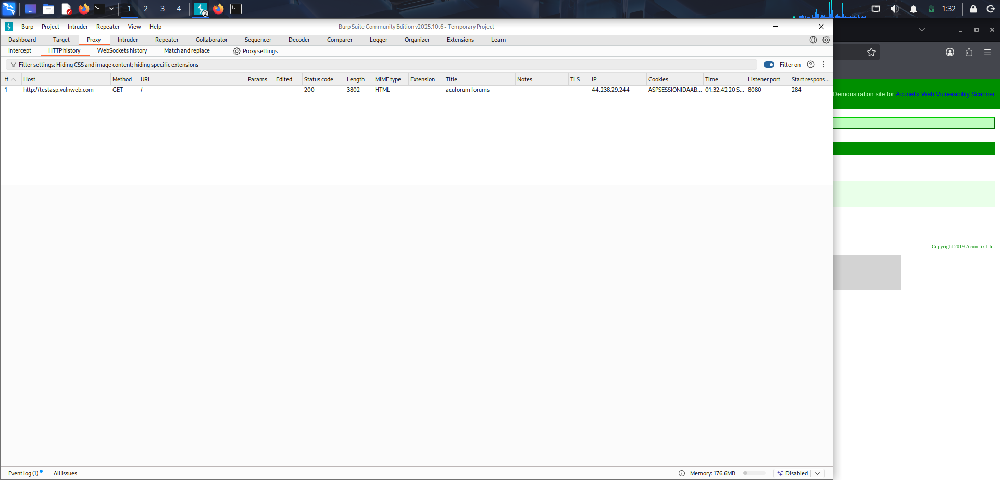 1 2 3 4 2 1:32
Burp Project Intruder Repeater View Help Burp Suite Community Edition v2025.10.6 - Temporary Project
Dashboard Target Proxy Intruder Repeater Collaborator Sequencer Decoder Comparer Logger Organizer Extensions Learn
Intercept HTTP history WebSockets history Match and replace Proxy settings
Filter settings: Hiding CSS and image content; hiding specific extensions Filter on
# Host Method URL Params Edited Status code Length MIME type Extension Title Notes TLS IP Cookies Time Listener port Start respons...
1 http://testasp.vulnweb.com GET / 200 3802 HTML acuforum forums 44.238.29.244 ASPSESSIONIDAAB... 01:32:42 20 S... 8080 284
Demonstration site for Acunetix Web Vulnerability Scanner
Copyright 2019 Acunetix Ltd.
Event log (1) All issues Memory: 176.6MB Disabled